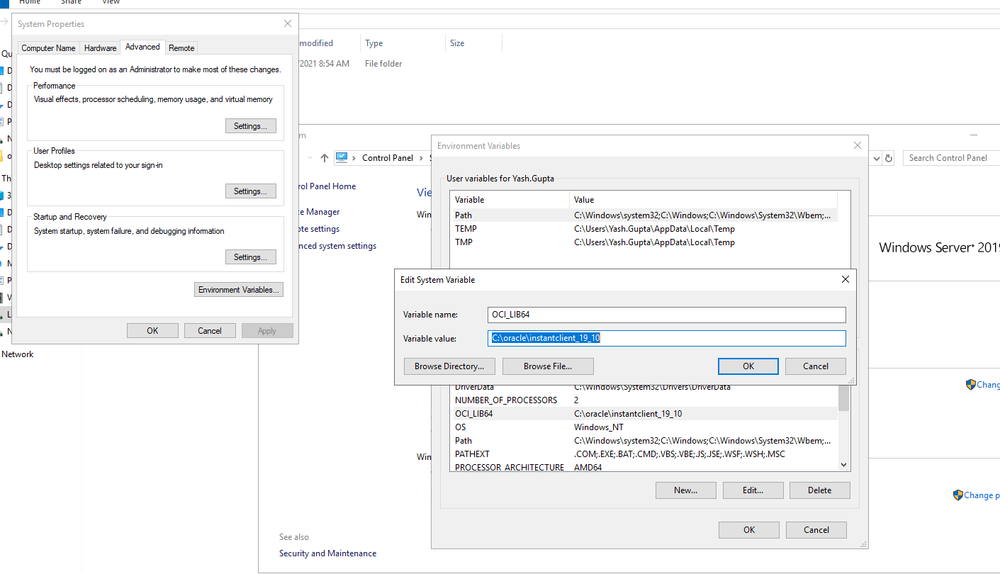 Home Share View
System Properties
Computer Name Hardware Advanced Remote
You must be logged on as an Administrator to make most of these changes.
Performance
Visual effects, processor scheduling, memory usage, and virtual memory
Settings...
User Profiles
Desktop settings related to your sign-in
Settings...
Startup and Recovery
System startup, system failure, and debugging information
Settings...
Environment Variables...
OK Cancel Apply
Network
modified Type Size
/2021 8:54 AM File folder
Control Panel
Search Control Panel
rol Panel Home
ce Manager
ote settings
nced system settings
Vie
Win
Windows Server® 2019
Environment Variables
User variables for Yash.Gupta
Variable Value
Path C:\Windows\system32;C:\Windows;C:\Windows\System32\Wbem;...
TEMP C:\Users\Yash.Gupta\AppData\Local\Temp
TMP C:\Users\Yash.Gupta\AppData\Local\Temp
Edit System Variable
Variable name: OCI_LIB64
Variable value: C:\oracle\instantclient_19_10
Browse Directory... Browse File... OK Cancel
DriverData C:\Windows\System32\Drivers\DriverData
NUMBER_OF_PROCESSORS 2
OCI_LIB64 C:\oracle\instantclient_19_10
OS Windows_NT
Path C:\Windows\system32;C:\Windows;C:\Windows\System32\Wbem;...
PATHEXT .COM;.EXE;.BAT;.CMD;.VBS;.VBE;.JS;.JSE;.WSF;.WSH;.MSC
PROCESSOR_ARCHITECTURE AMD64
New... Edit... Delete
OK Cancel
Win
Chang
Change p
See also
Security and Maintenance